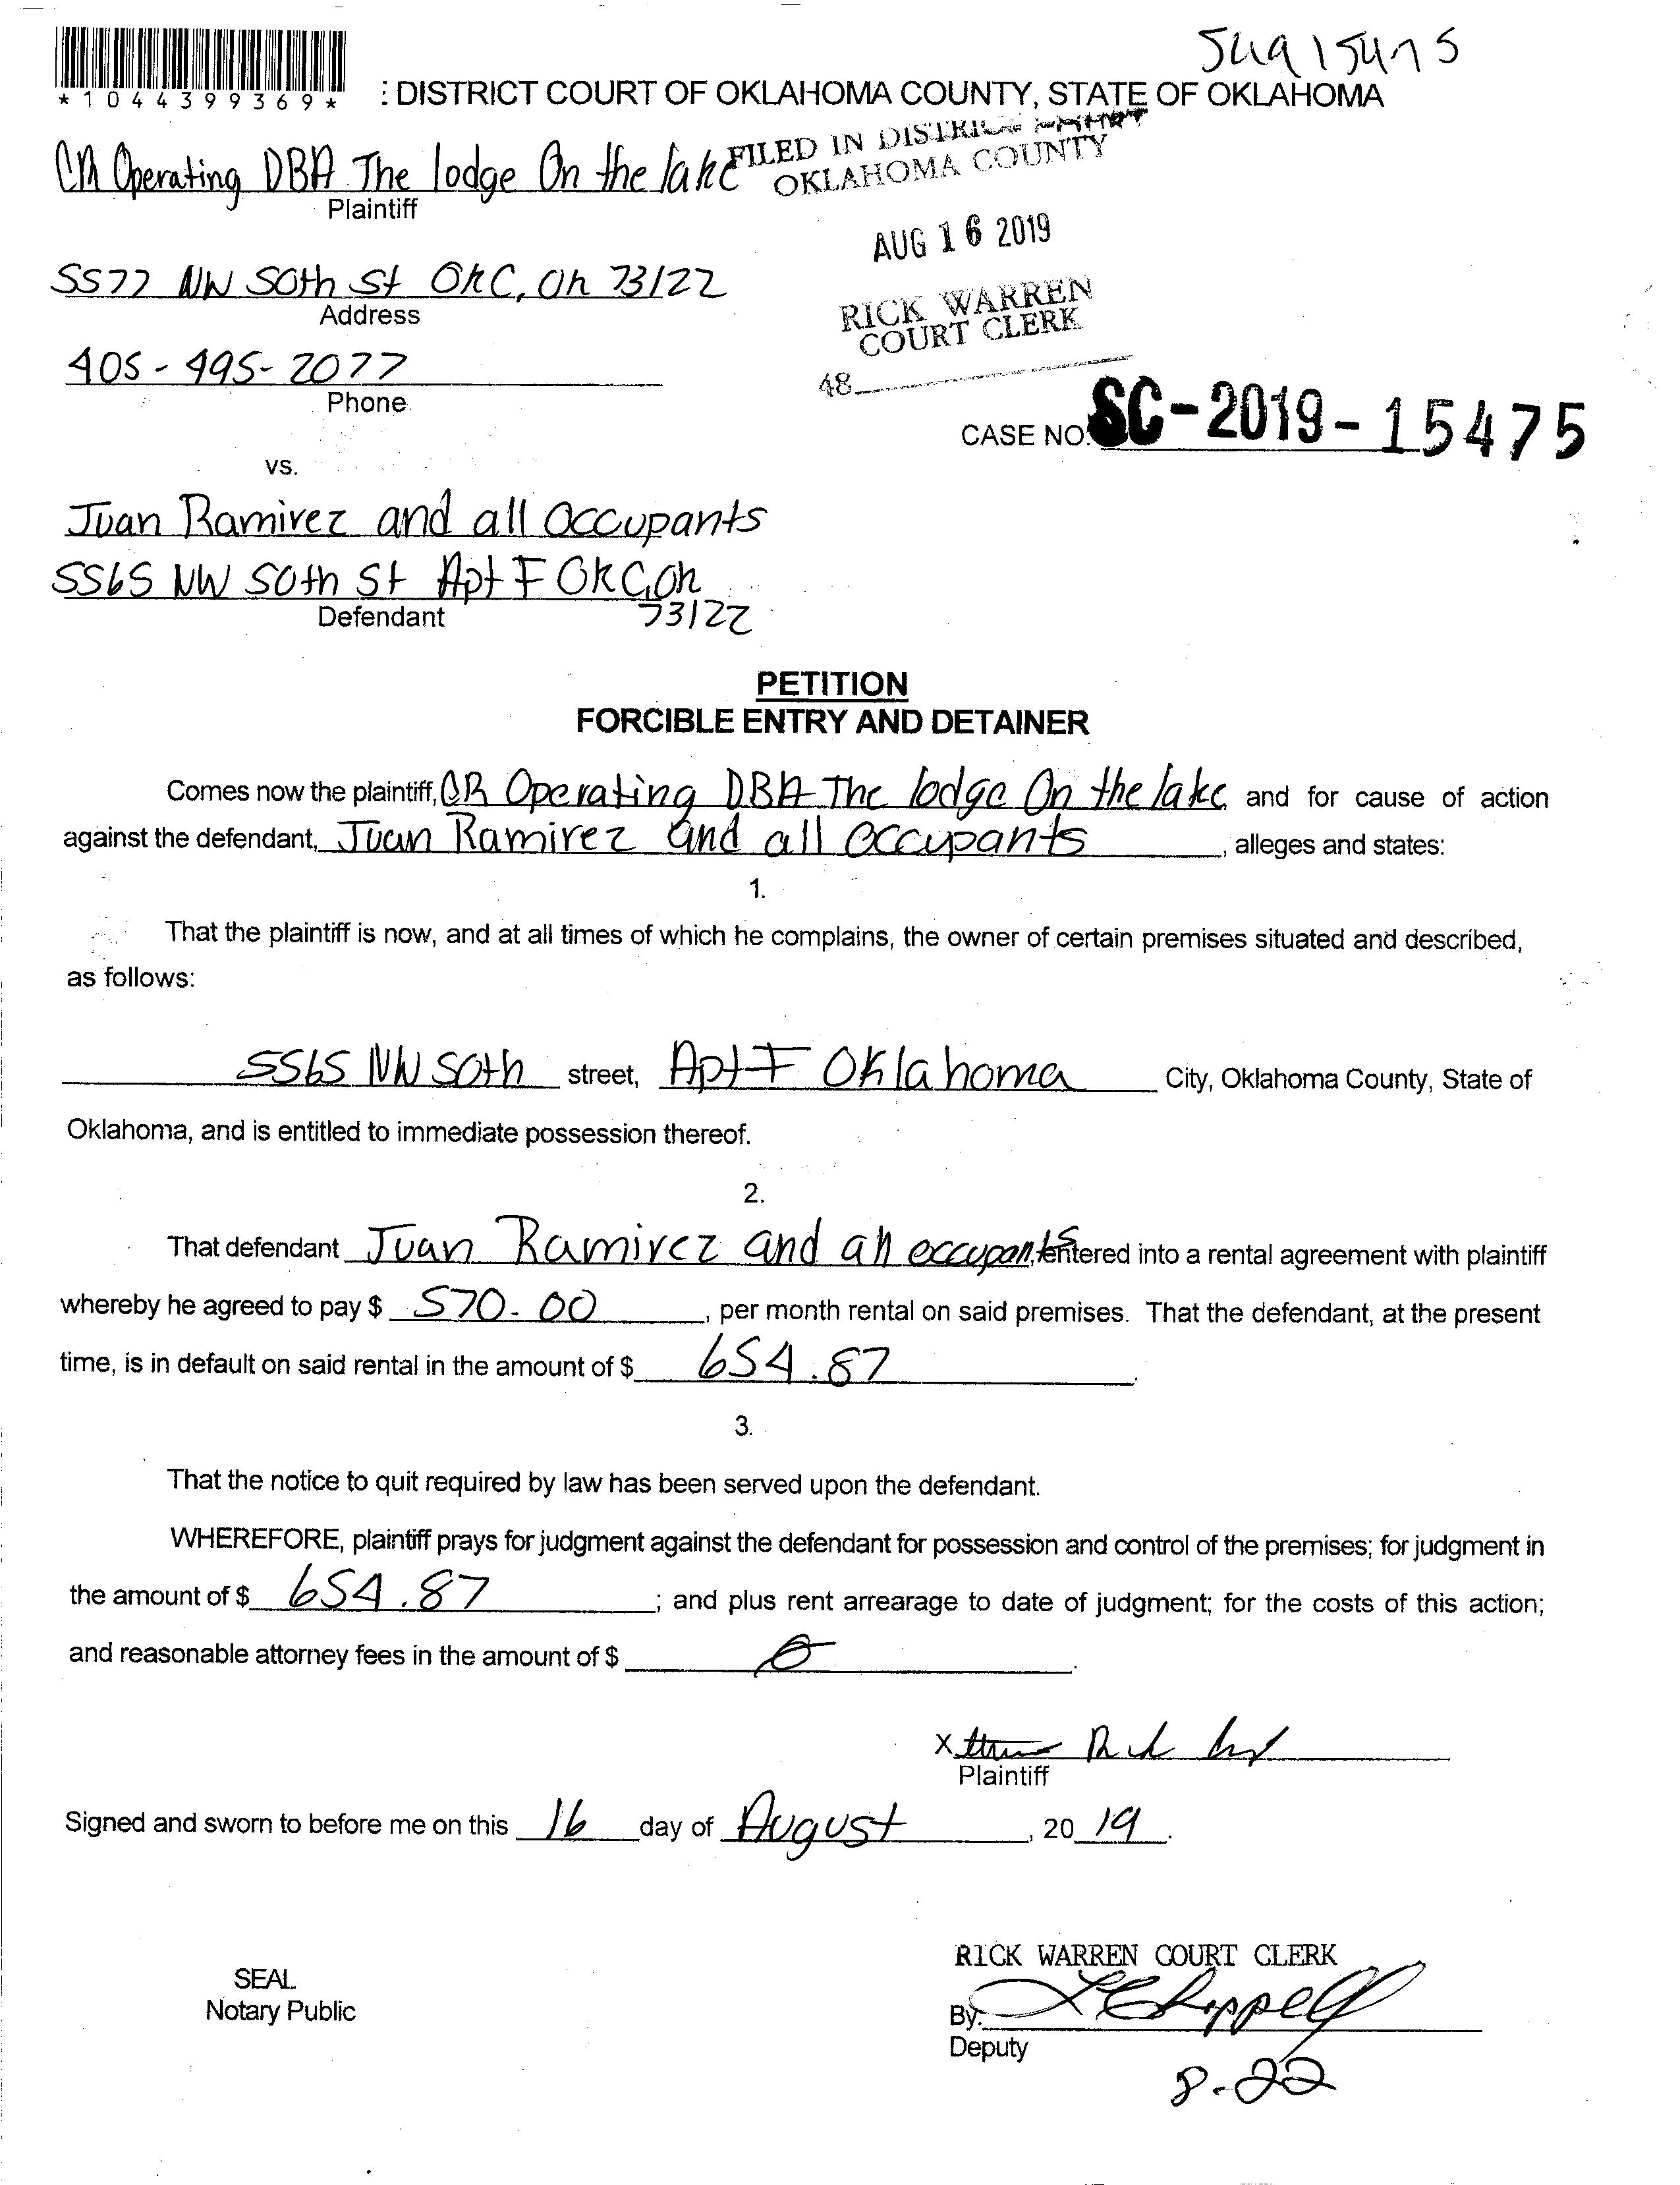 *1044399369*
: DISTRICT COURT OF OKLAHOMA COUNTY, STATE OF OKLAHOMA
Operating DBA The lodge On the lake
Plaintiff
FILED IN DISTRICT COURT
OKLAHOMA COUNTY
AUG 16 2019
RICK WARREN
COURT CLERK
48
5577 NW 50th St OKC, Ok 73122
Address
405-495-2077
Phone
CASE NO. SC-2019-15475
vs.
Juan Ramirez and all Occupants
5565 NW 50th St Apt F OKC, Ok
73122
Defendant
PETITION
FORCIBLE ENTRY AND DETAINER
Comes now the plaintiff, CR Operating DBA The lodge On the lake and for cause of action
against the defendant, Juan Ramirez and all Occupants, alleges and states:
1.
That the plaintiff is now, and at all times of which he complains, the owner of certain premises situated and described,
as follows:
5565 NW 50th street, Apt F Oklahoma City, Oklahoma County, State of
Oklahoma, and is entitled to immediate possession thereof.
2.
That defendant Juan Ramirez and all occupants, entered into a rental agreement with plaintiff
whereby he agreed to pay $ 570.00, per month rental on said premises. That the defendant, at the present
time, is in default on said rental in the amount of $ 654.87.
3.
That the notice to quit required by law has been served upon the defendant.
WHEREFORE, plaintiff prays for judgment against the defendant for possession and control of the premises; for judgment in
the amount of $ 654.87; and plus rent arrearage to date of judgment; for the costs of this action;
and reasonable attorney fees in the amount of $ 0.
X
Plaintiff
Signed and sworn to before me on this 16 day of August, 2019.
SEAL
Notary Public
RICK WARREN COURT CLERK
By:
Deputy
8-22